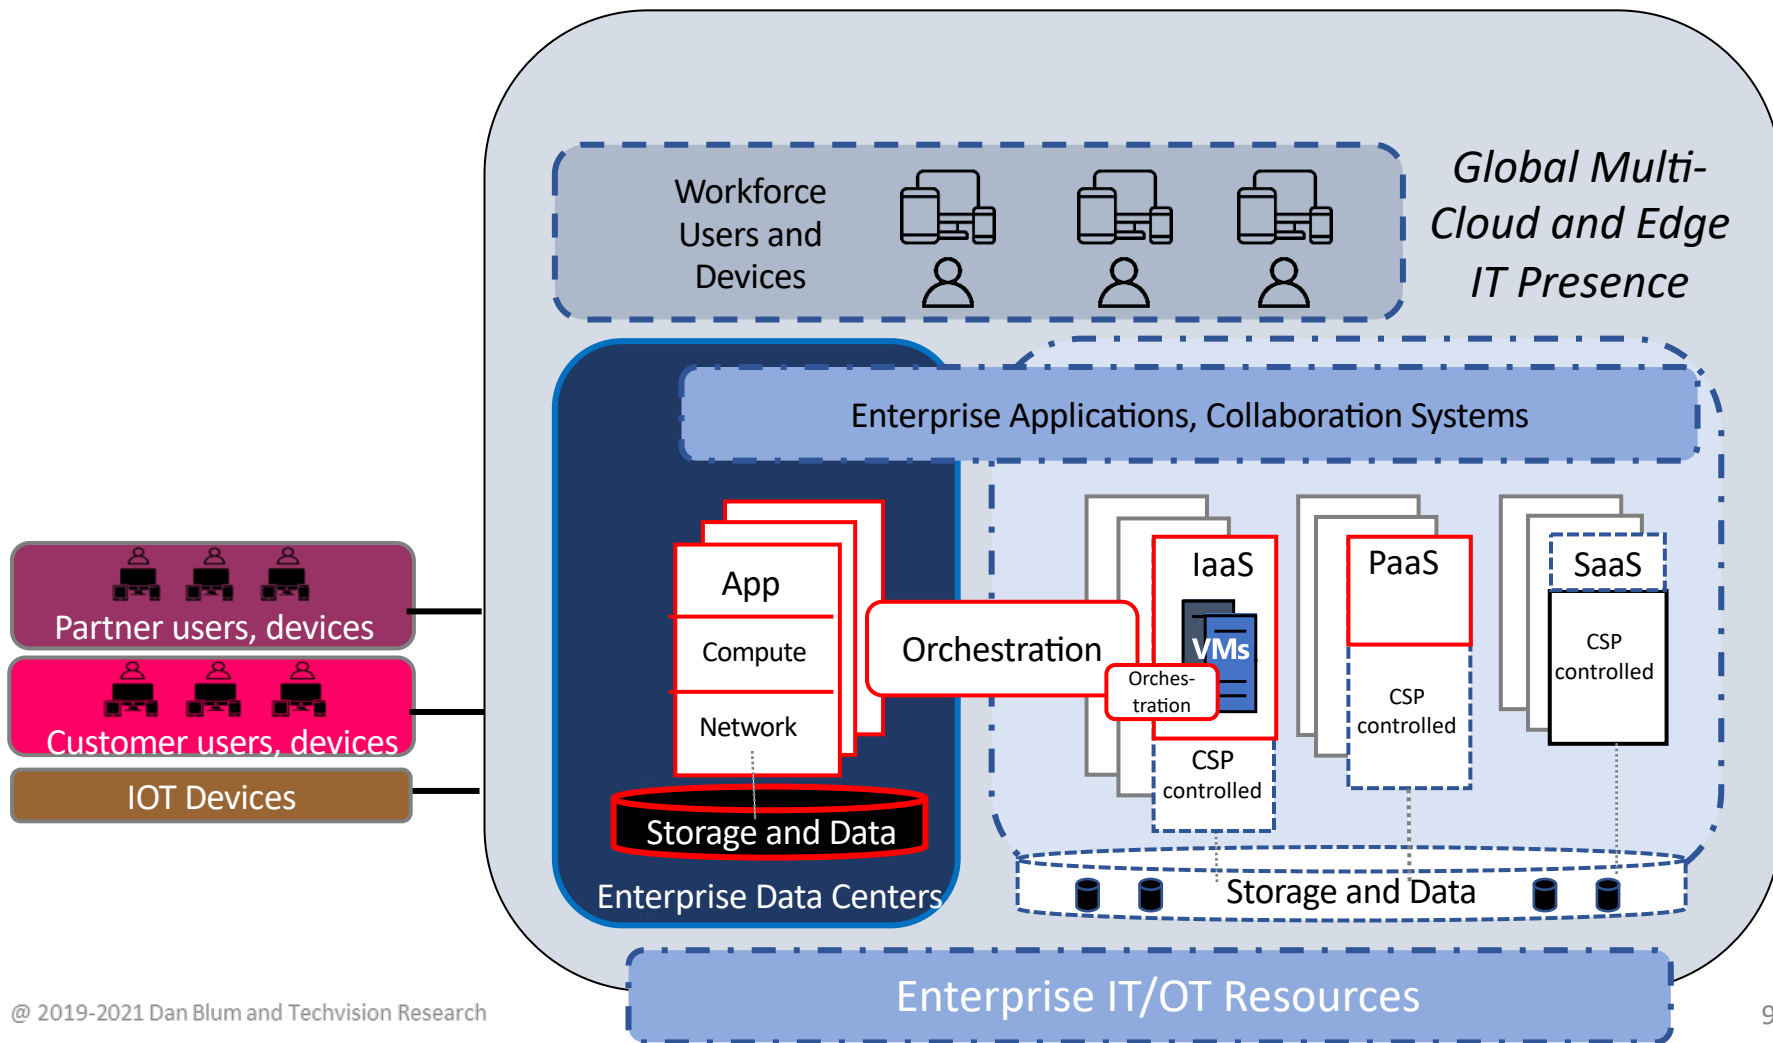 Global Multi-
Cloud and Edge
IT Presence
Workforce
Users and
Devices
Enterprise Applications, Collaboration Systems
App
Compute
Network
Storage and Data
Enterprise Data Centers
Orchestration
Orches-
tration
IaaS
VMs
CSP
controlled
PaaS
CSP
controlled
SaaS
CSP
controlled
Storage and Data
Partner users, devices
Customer users, devices
IOT Devices
Enterprise IT/OT Resources
@ 2019-2021 Dan Blum and Techvision Research
9